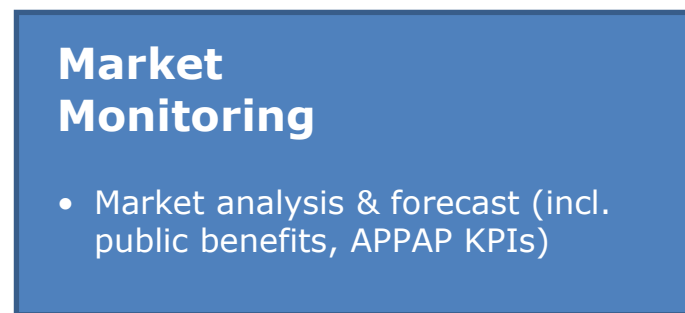 Market
Monitoring
• Market analysis & forecast (incl.
public benefits, APPAP KPIs)